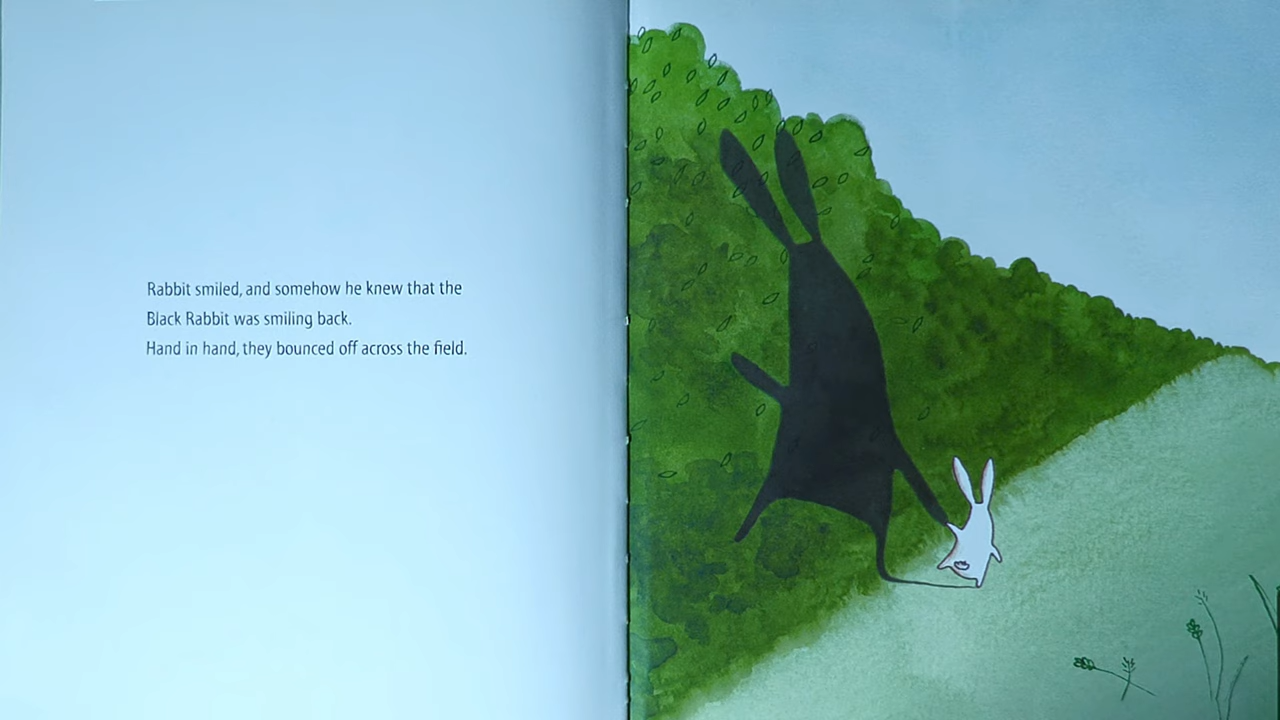 Rabbit smiled, and somehow he knew that the
Black Rabbit was smiling back.
Hand in hand, they bounced off across the field.